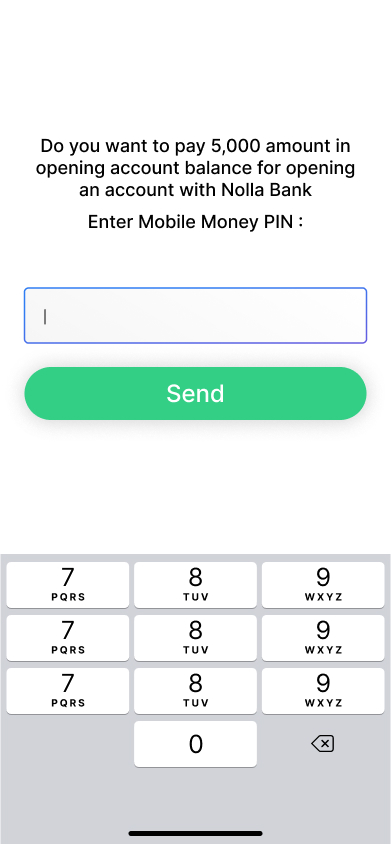 Do you want to pay 5,000 amount in
opening account balance for opening
an account with Nolla Bank
Enter Mobile Money PIN :
Send
7 8 9
PQRS TUV WXYZ
7 8 9
PQRS TUV WXYZ
7 8 9
PQRS TUV WXYZ
0